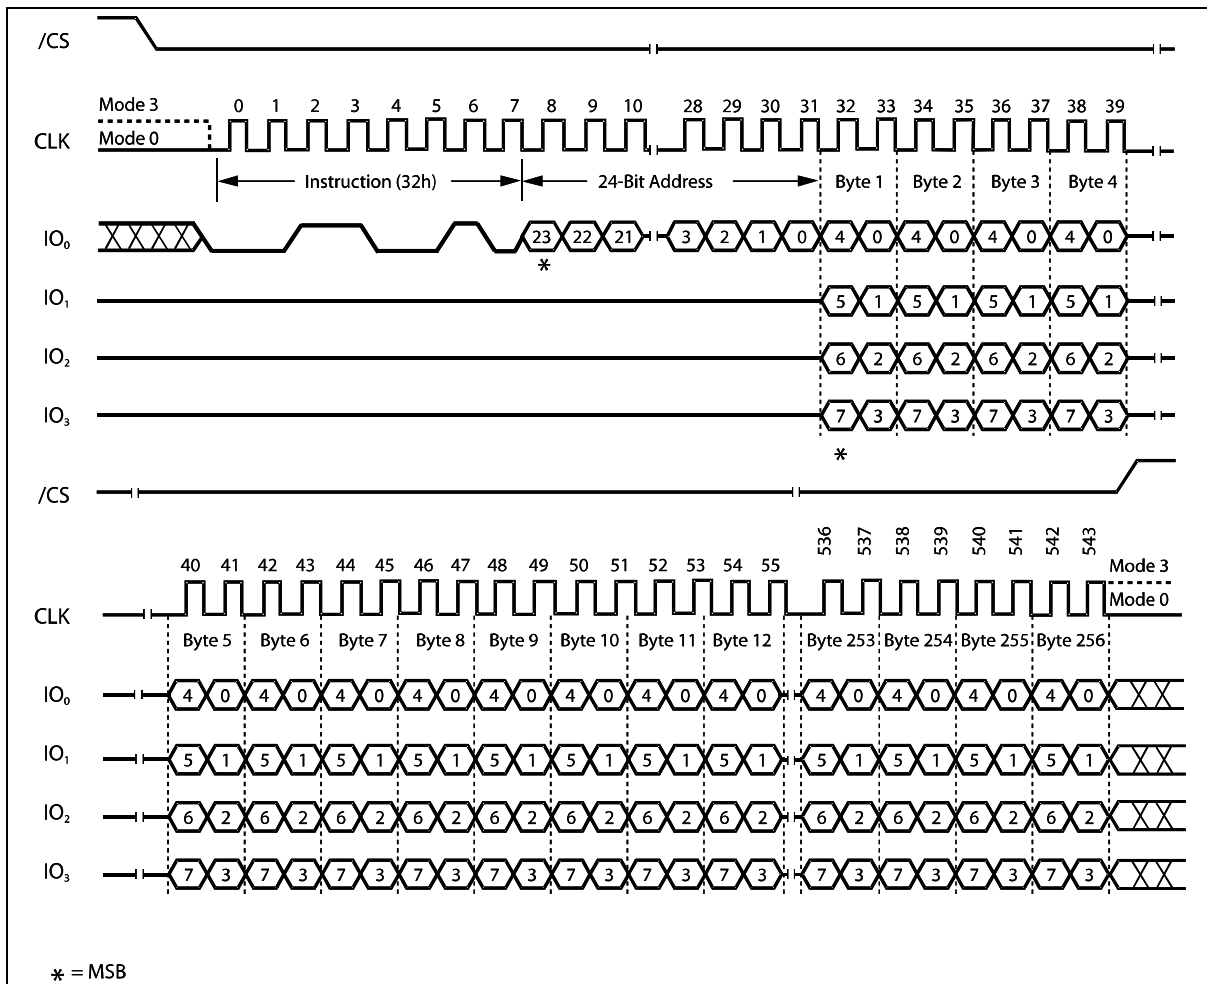 /CS
Mode 3
0 1 2 3 4 5 6 7 8 9 10 28 29 30 31 32 33 34 35 36 37 38 39
CLK
Mode 0
Instruction (32h) 24-Bit Address Byte 1 Byte 2 Byte 3 Byte 4
IO₀ 23 22 21 3 2 1 0 4 0 4 0 4 0 4 0
*
IO₁ 5 1 5 1 5 1 5 1
IO₂ 6 2 6 2 6 2 6 2
IO₃ 7 3 7 3 7 3 7 3
*
/CS
536 537 538 539 540 541 542 543
40 41 42 43 44 45 46 47 48 49 50 51 52 53 54 55 Mode 3
CLK Mode 0
Byte 5 Byte 6 Byte 7 Byte 8 Byte 9 Byte 10 Byte 11 Byte 12 Byte 253 Byte 254 Byte 255 Byte 256
IO₀ 4 0 4 0 4 0 4 0 4 0 4 0 4 0 4 0 4 0 4 0 4 0 4 0
IO₁ 5 1 5 1 5 1 5 1 5 1 5 1 5 1 5 1 5 1 5 1 5 1 5 1
IO₂ 6 2 6 2 6 2 6 2 6 2 6 2 6 2 6 2 6 2 6 2 6 2 6 2
IO₃ 7 3 7 3 7 3 7 3 7 3 7 3 7 3 7 3 7 3 7 3 7 3 7 3
* = MSB